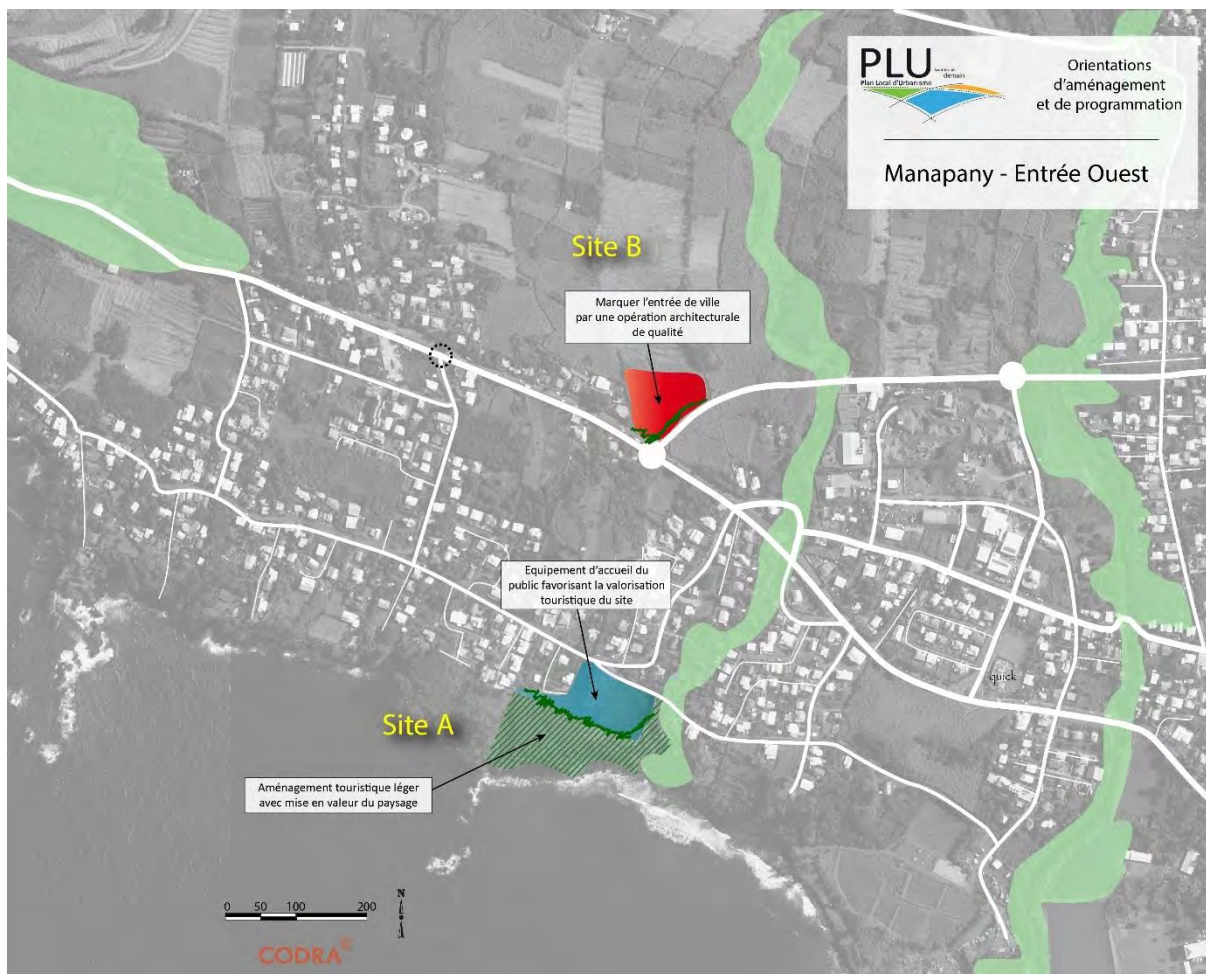 PLU
demain
Plan Local d'Urbanisme
Orientations
d'aménagement
et de programmation
Manapany - Entrée Ouest
Site B
Marquer l'entrée de ville
par une opération architecturale
de qualité
Equipement d'accueil du
public favorisant la valorisation
touristique du site
quick
Site A
Aménagement touristique léger
avec mise en valeur du paysage
0 50 100 200
N
CODRA